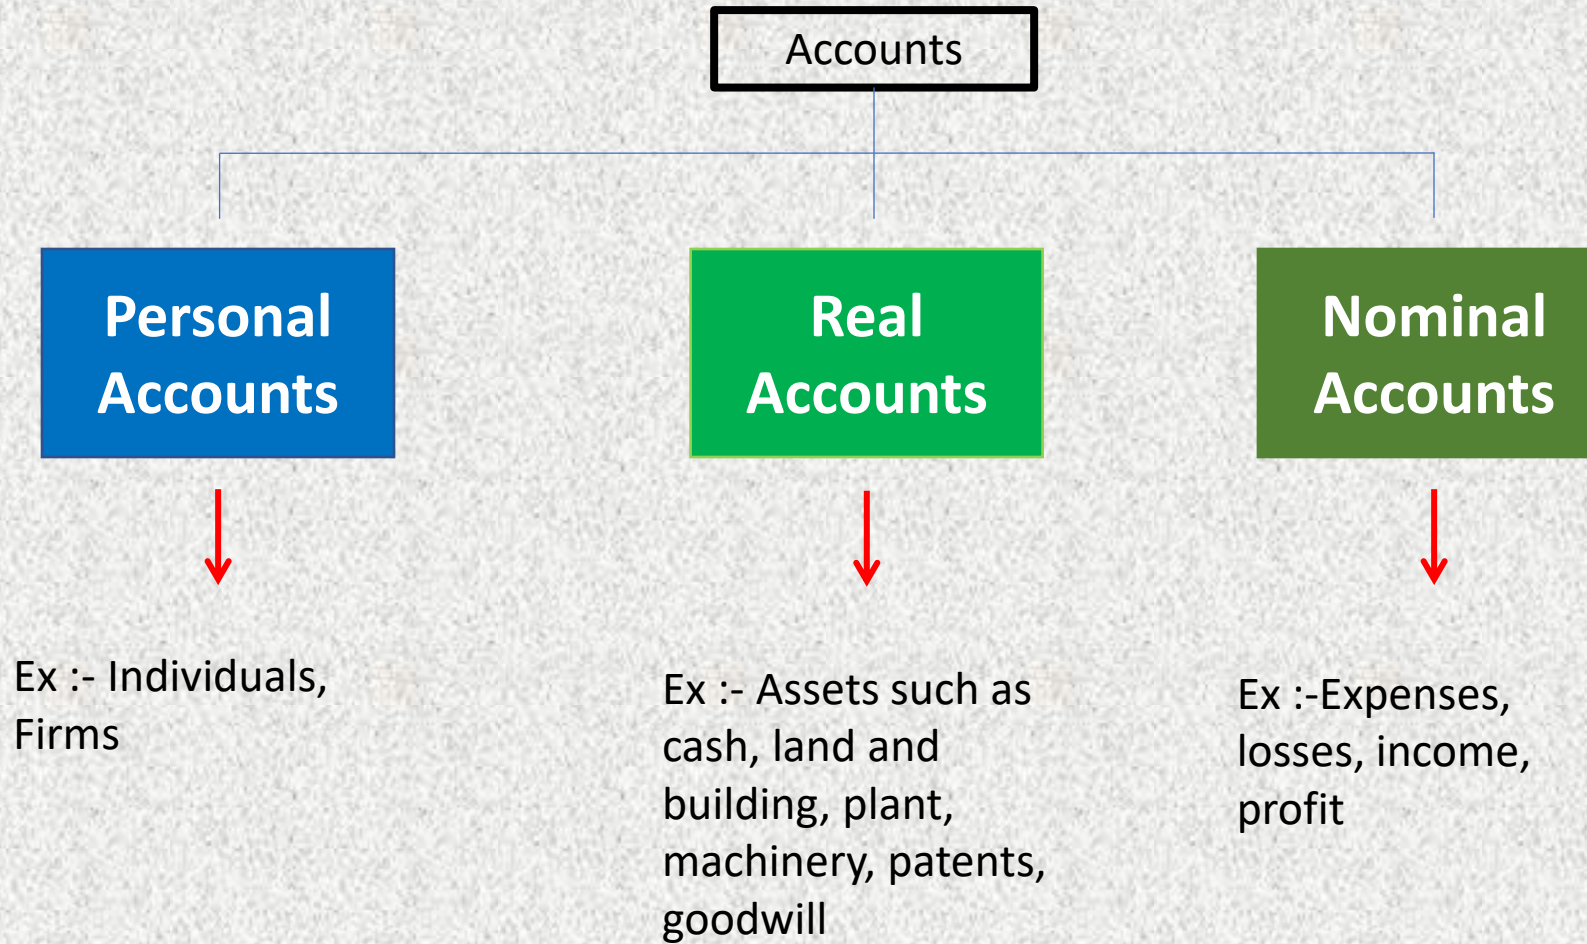 Accounts
Personal
Accounts
Real
Accounts
Nominal
Accounts
Ex :- Individuals,
Firms
Ex :- Assets such as
cash, land and
building, plant,
machinery, patents,
goodwill
Ex :-Expenses,
losses, income,
profit